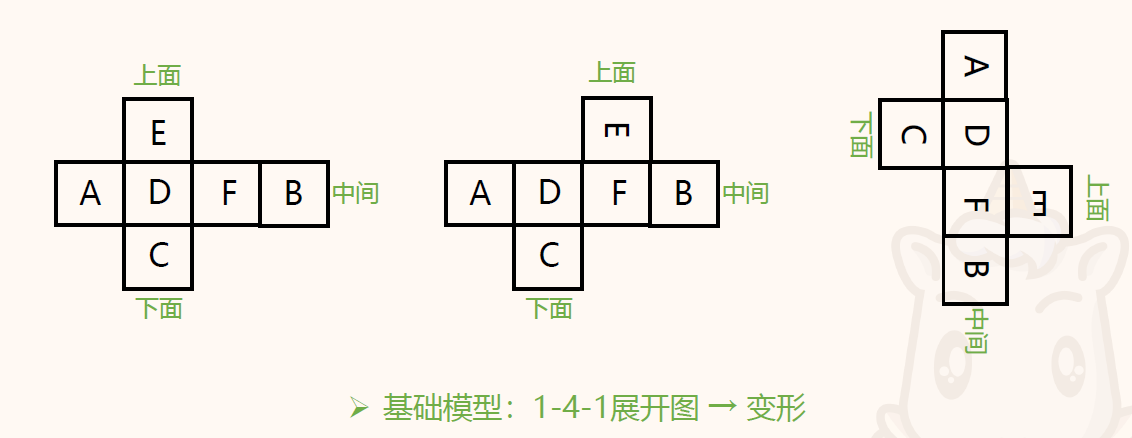 上面
E
A D F B 中间
C
下面
上面
E
A D F B 中间
C
下面
A
下面 C D
F E 上面
B
中间
➢ 基础模型：1-4-1展开图 → 变形